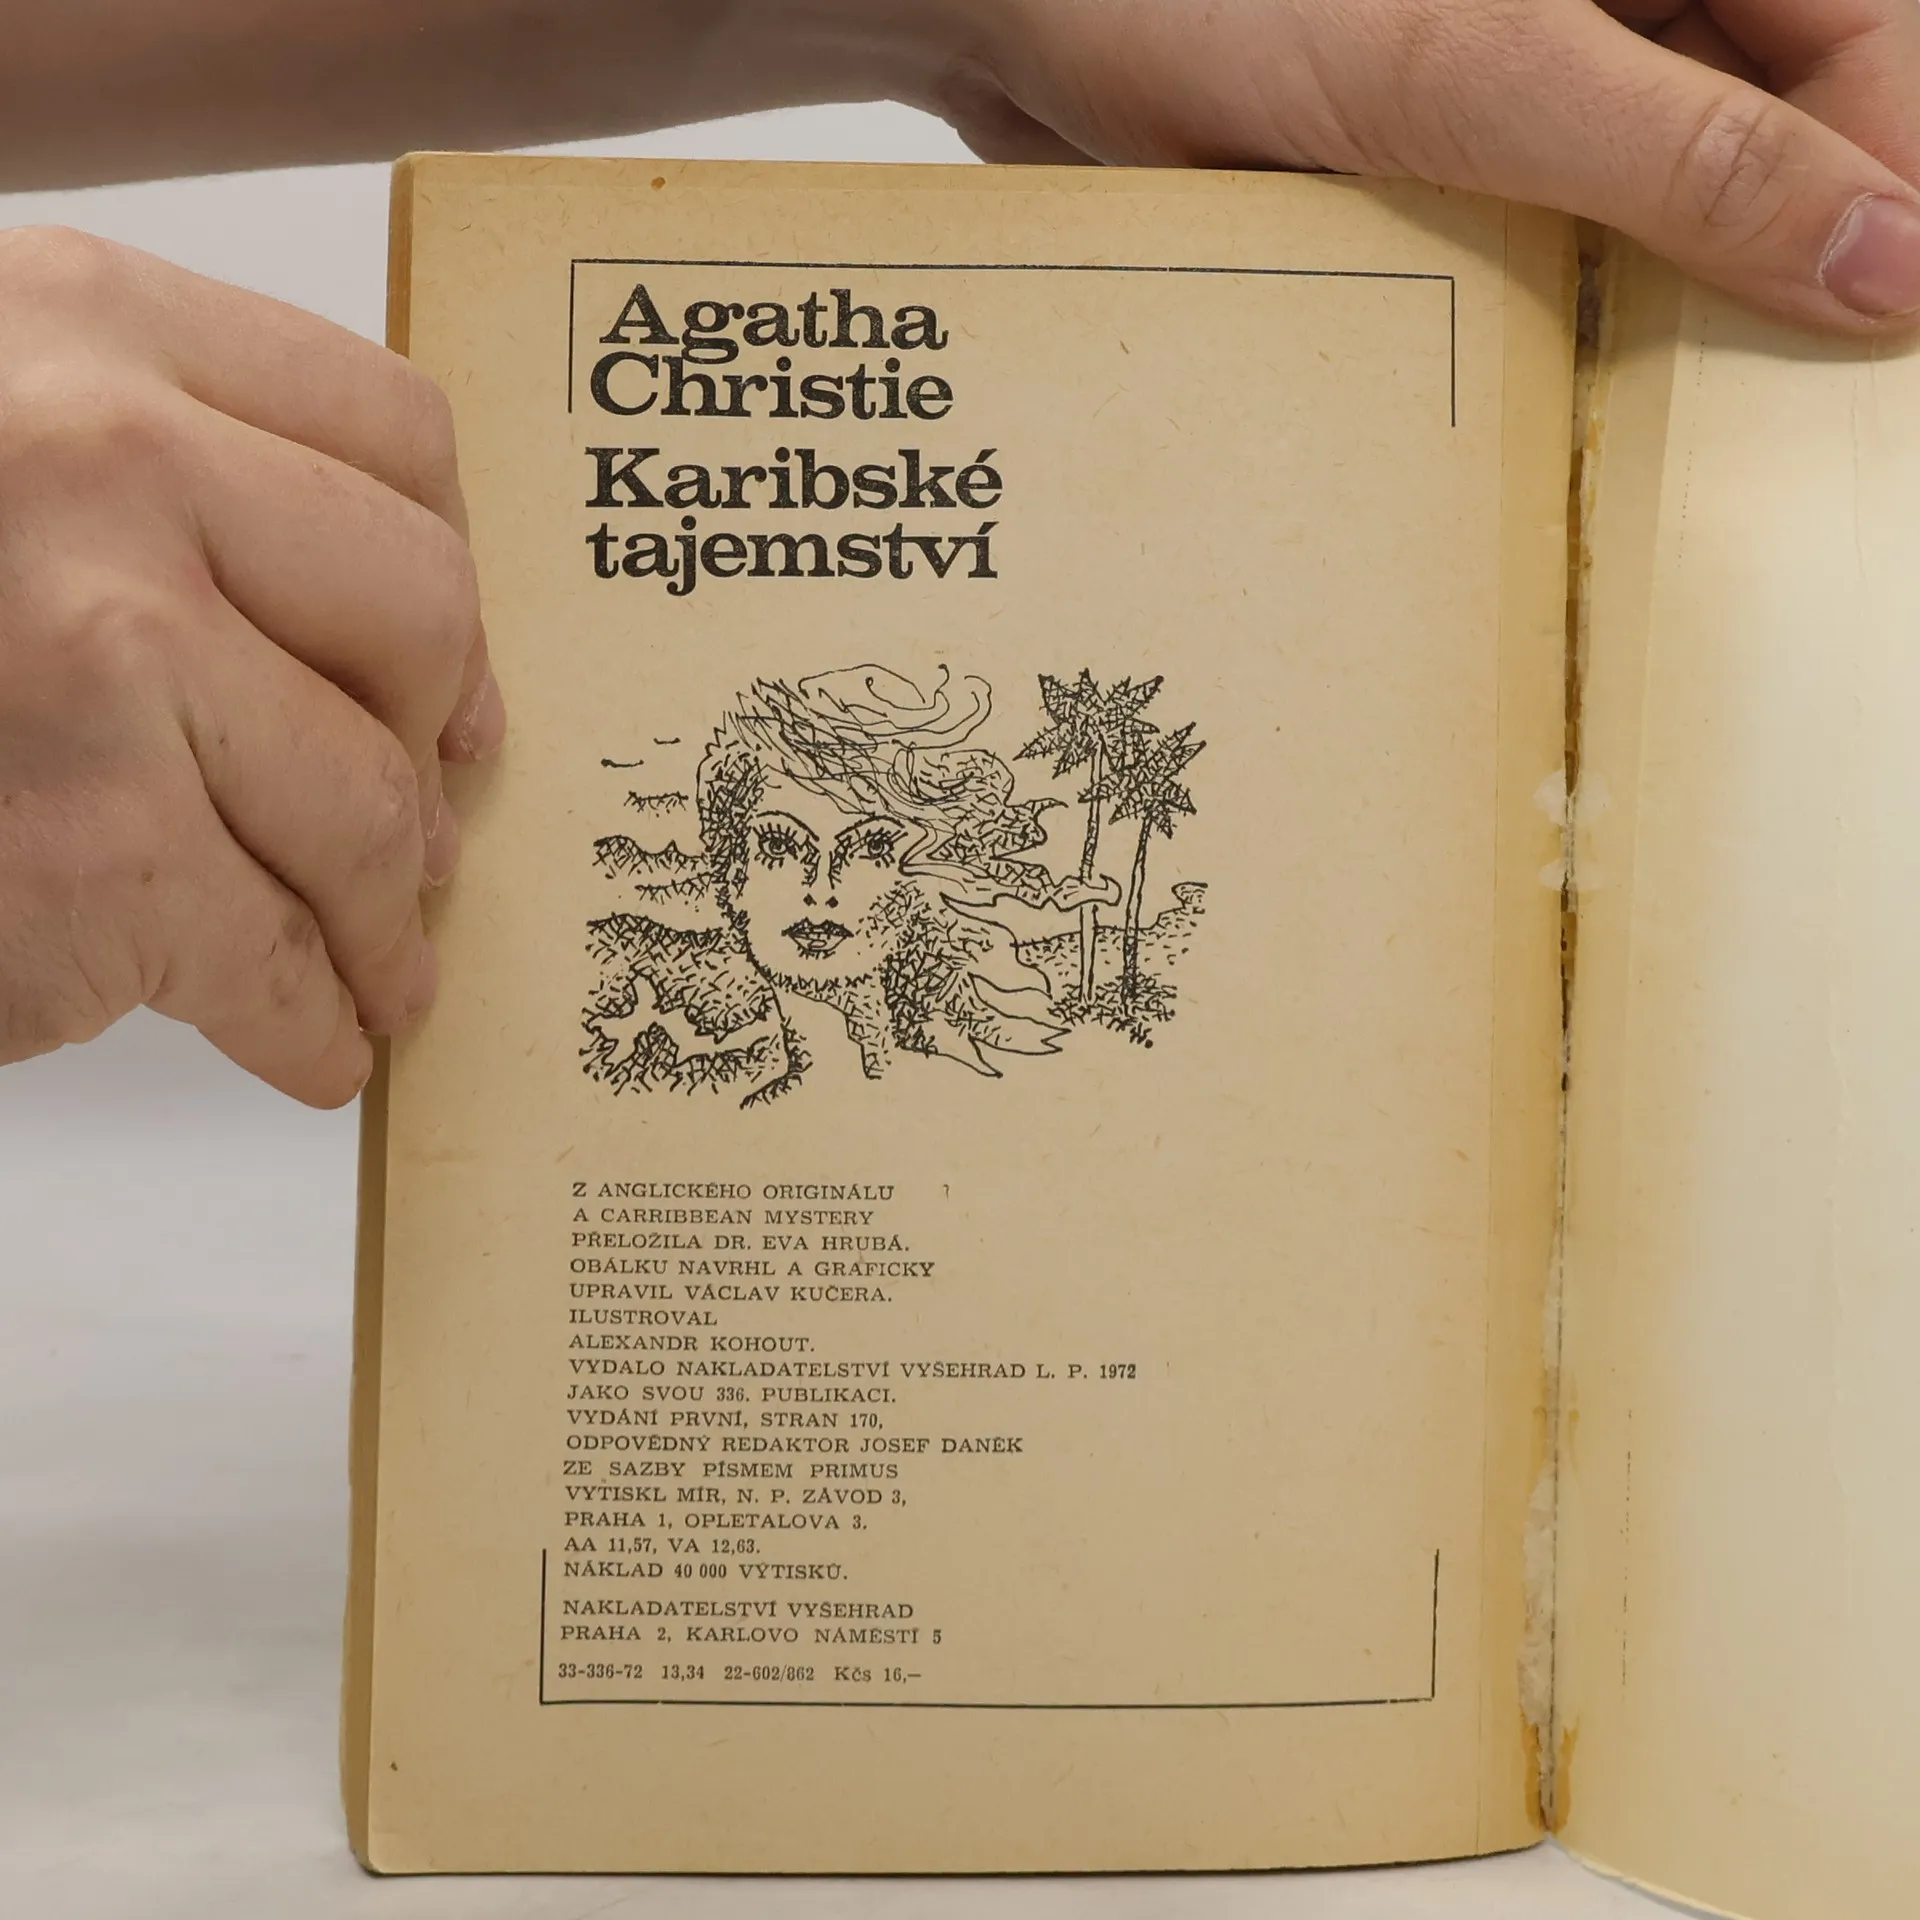 Agatha
Christie
Karibské
tajemství
Z ANGLICKÉHO ORIGINÁLU
A CARRIBBEAN MYSTERY
PŘELOŽILA DR. EVA HRUBÁ.
OBÁLKU NAVRHL A GRAFICKY
UPRAVIL VÁCLAV KUČERA.
ILUSTROVAL
ALEXANDR KOHOUT.
VYDALO NAKLADATELSTVÍ VYŠEHRAD L. P. 1972
JAKO SVOU 336. PUBLIKACI.
VYDÁNÍ PRVNÍ, STRAN 170,
ODPOVĚDNÝ REDAKTOR JOSEF DANĚK
ZE SAZBY PÍSMEM PRIMUS
VYTISKL MÍR, N. P. ZÁVOD 3,
PRAHA 1, OPLETALOVA 3.
AA 11,57, VA 12,63.
NÁKLAD 40 000 VÝTISKŮ.
NAKLADATELSTVÍ VYŠEHRAD
PRAHA 2, KARLOVO NÁMĚSTÍ 5
33-336-72 13,34 22-602/862 Kčs 16,—